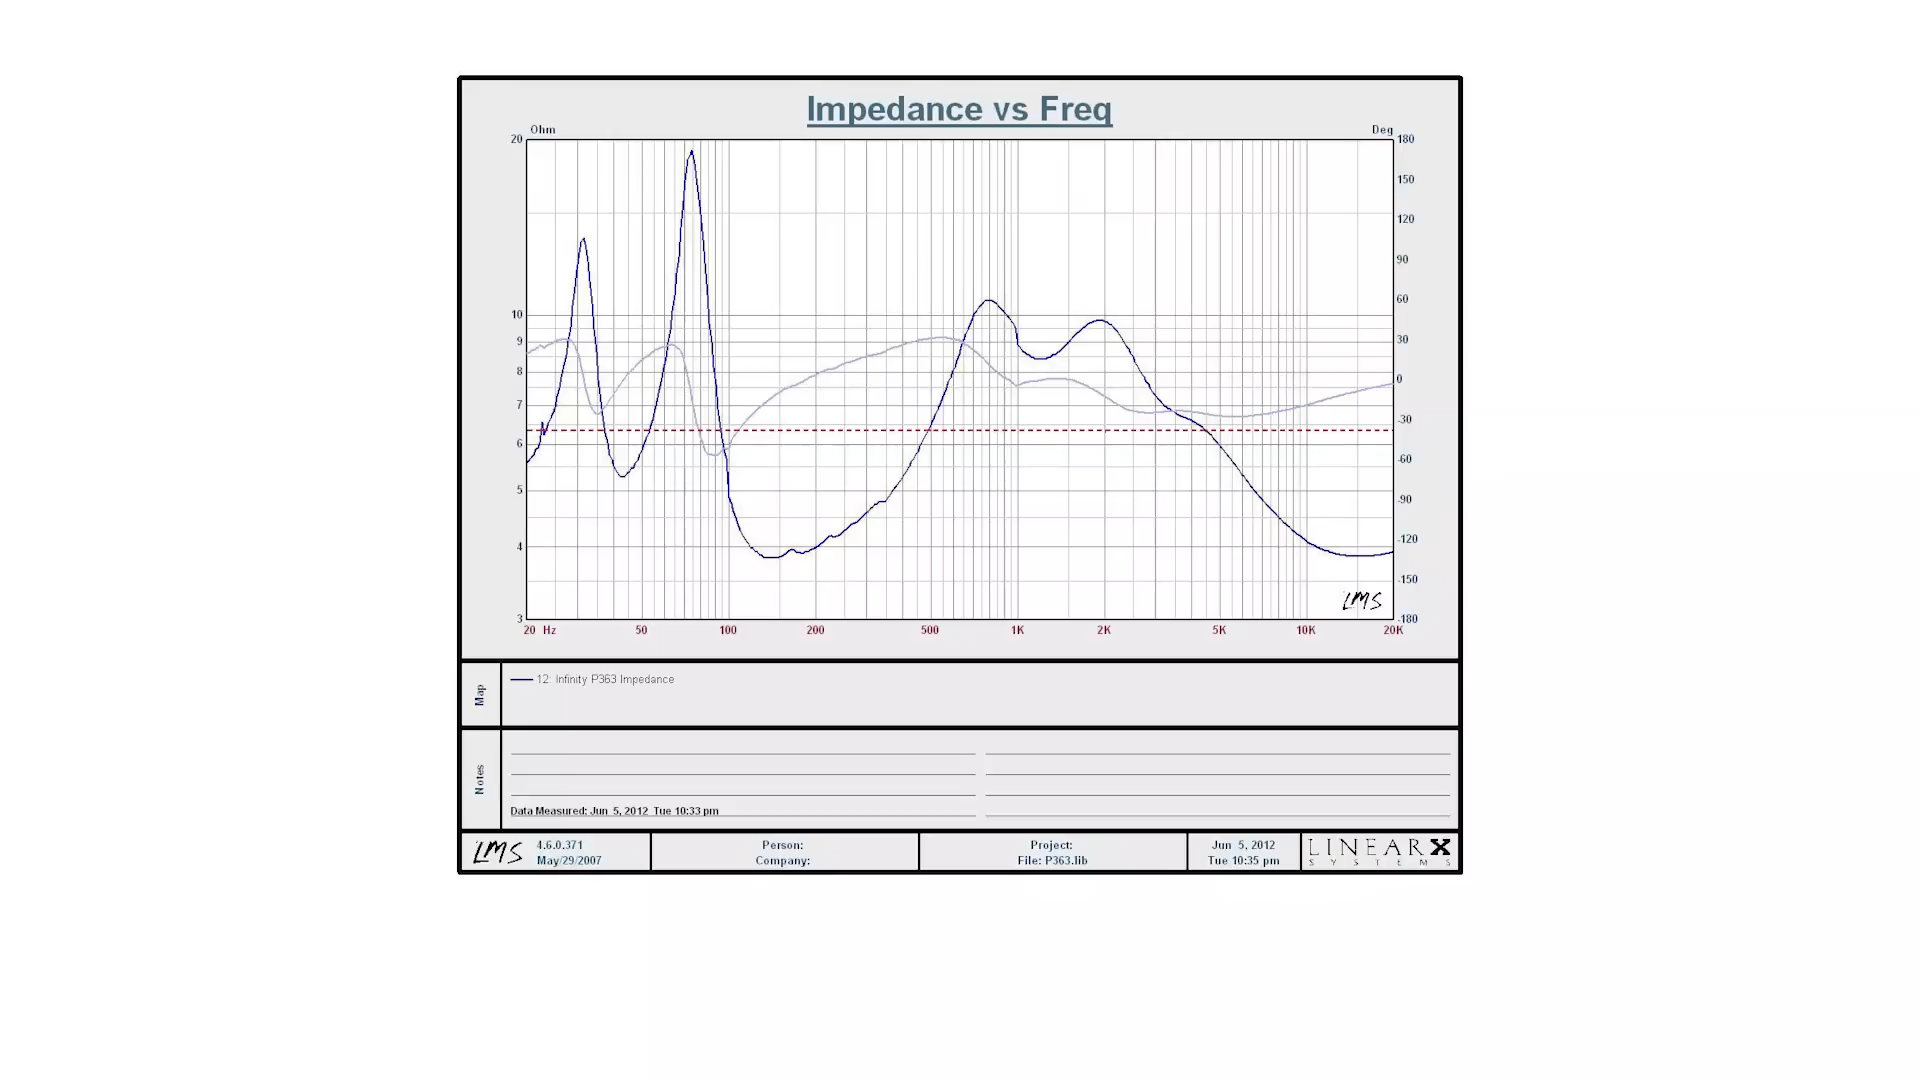 Impedance vs Freq
Ohm
Deg
20
10
9
8
7
6
5
4
3
180
150
120
90
60
30
0
-30
-60
-90
-120
-150
-180
20 Hz 50 100 200 500 1K 2K 5K 10K 20K
LMS
Map
12: Infinity P363 Impedance
Notes
Data Measured: Jun 5, 2012 Tue 10:33 pm
LMS
4.6.0.371
May/29/2007
Person:
Company:
Project:
File: P363.lib
Jun 5, 2012
Tue 10:35 pm
LINEARX
SYSTEMS